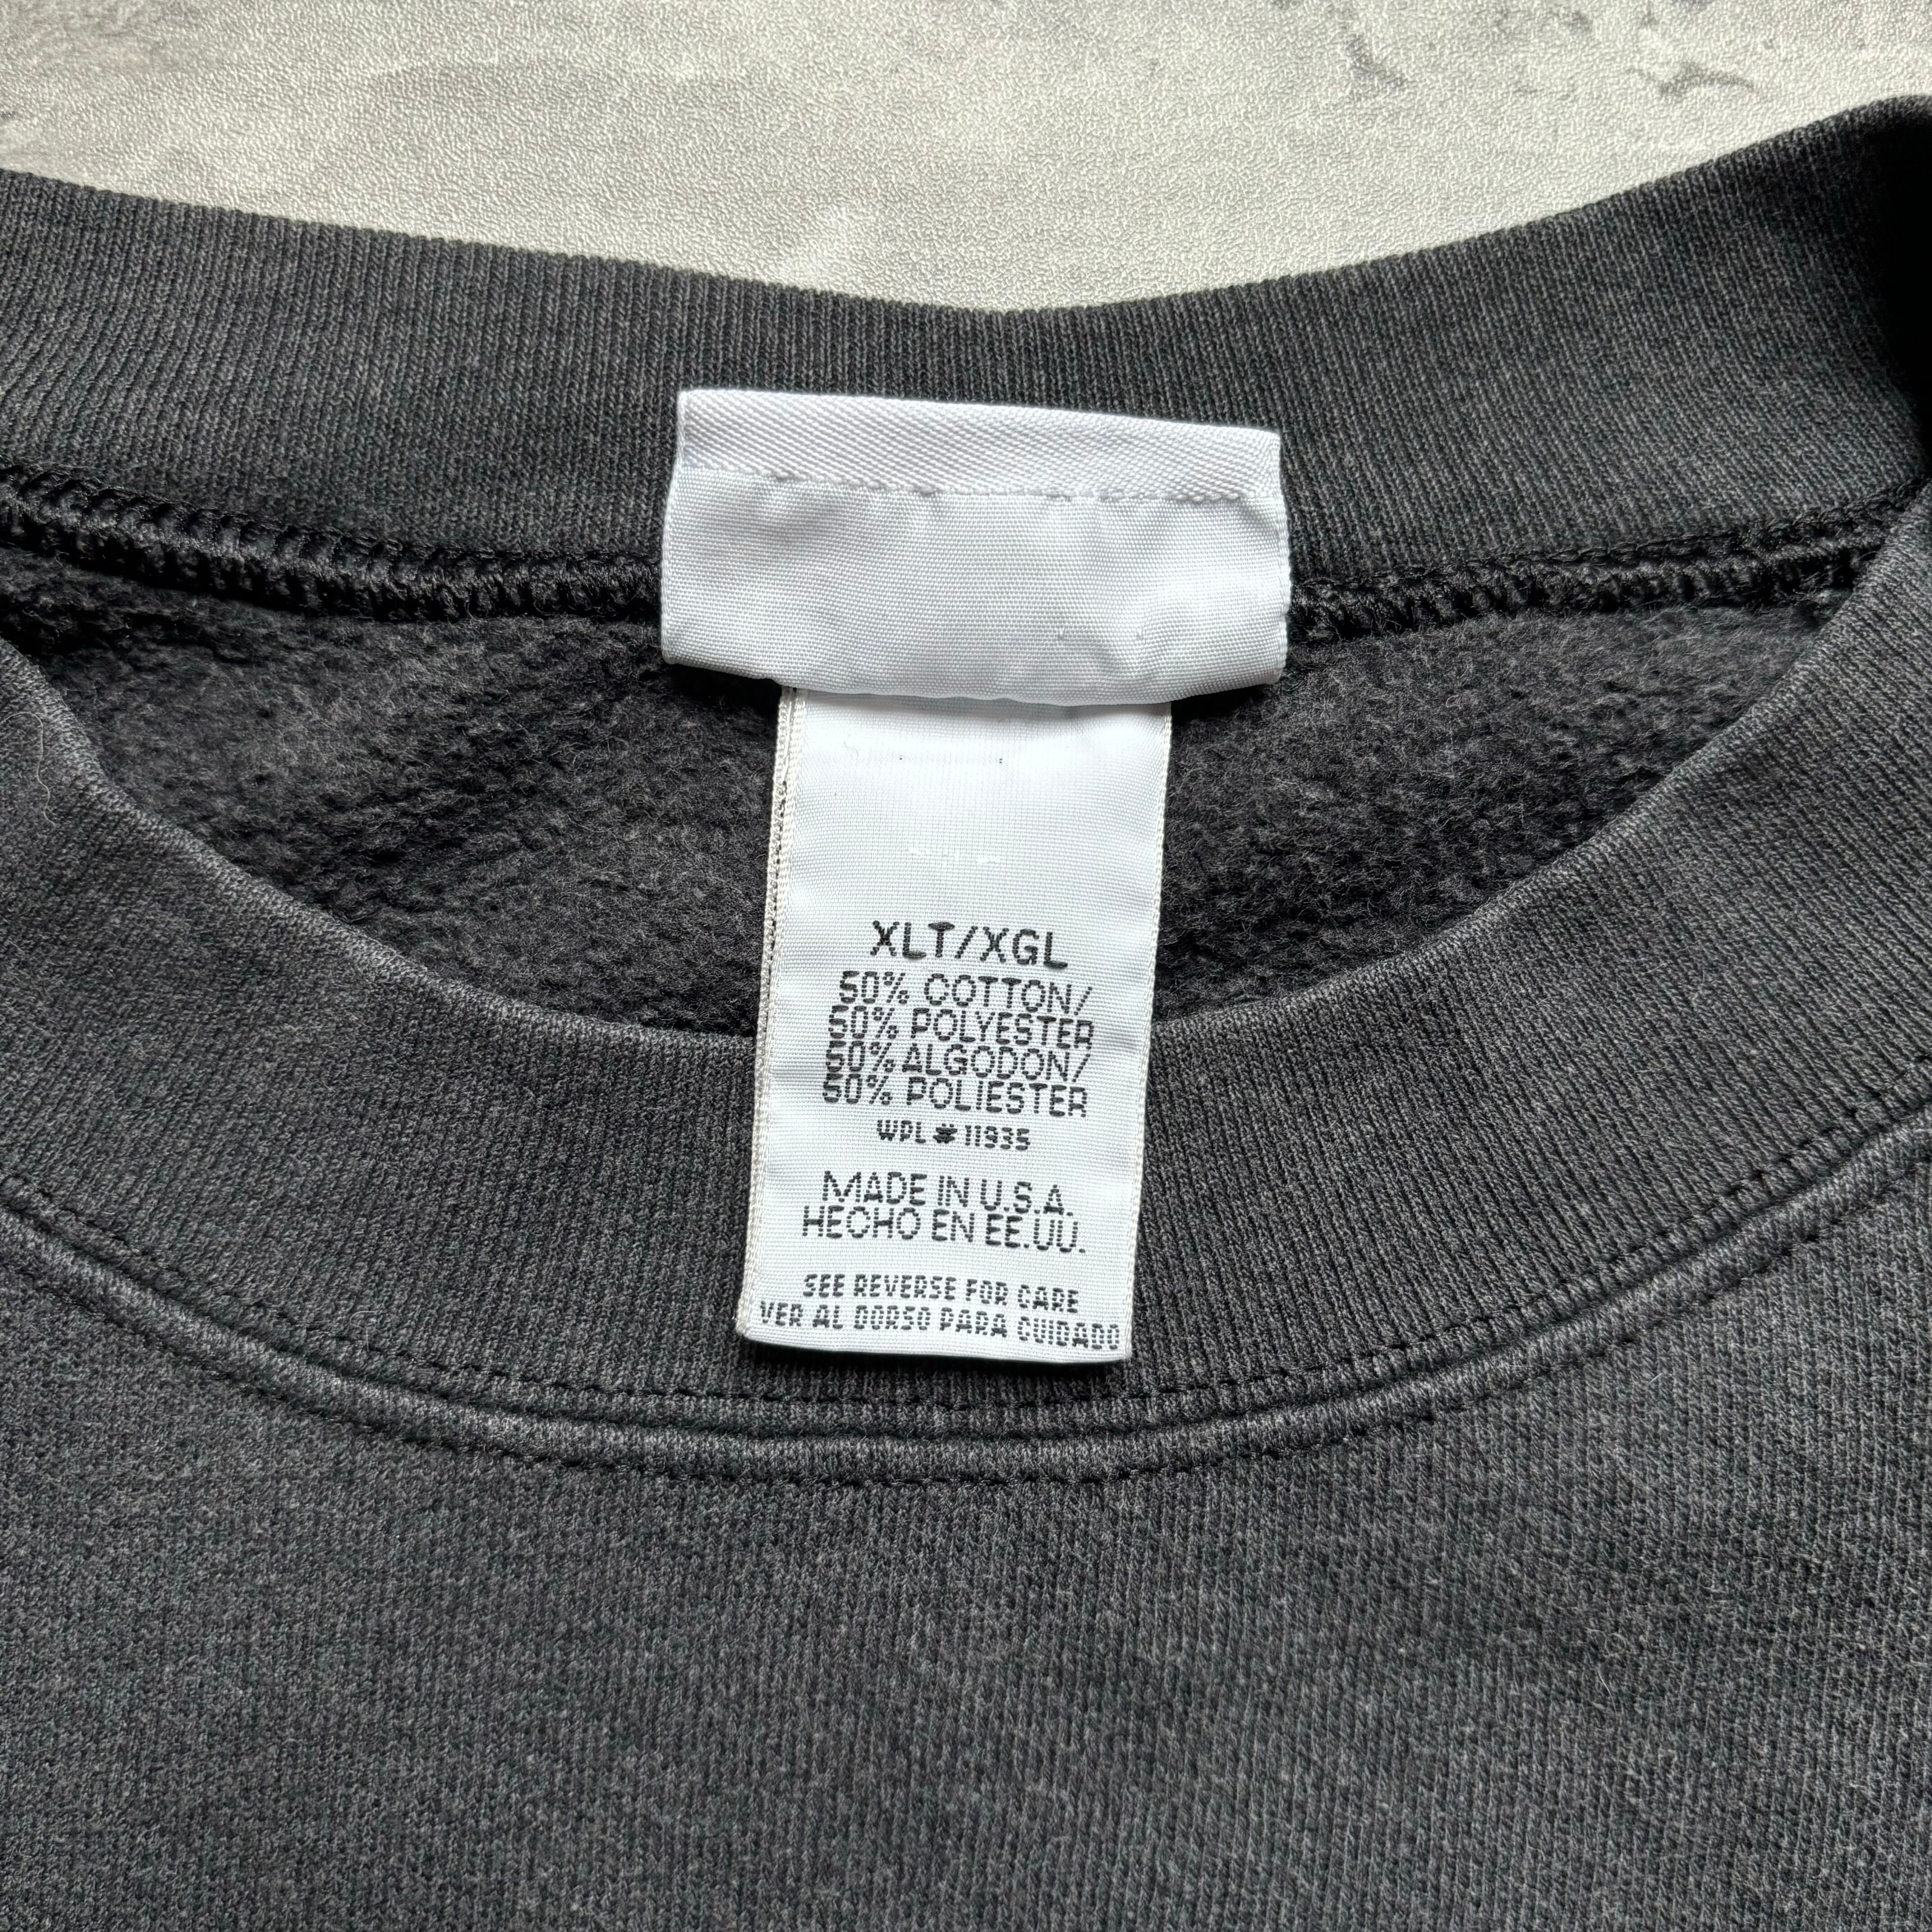 XLT/XGL
50% COTTON/
50% POLYESTER
50% ALGODON/
50% POLIESTER
WPL # 11935
MADE IN U.S.A.
HECHO EN EE.UU.
SEE REVERSE FOR CARE
VER AL DORSO PARA CUIDADO